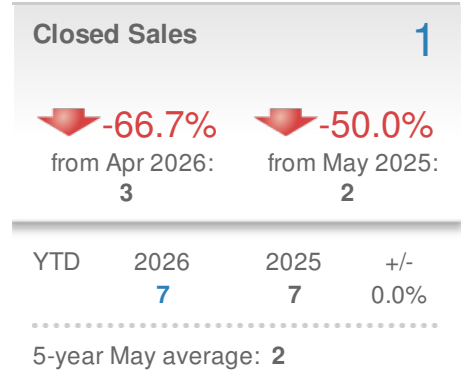 Closed Sales 1
-66.7% -50.0%
from Apr 2026: from May 2025:
3 2
YTD 2026 2025 +/-
7 7 0.0%
5-year May average: 2